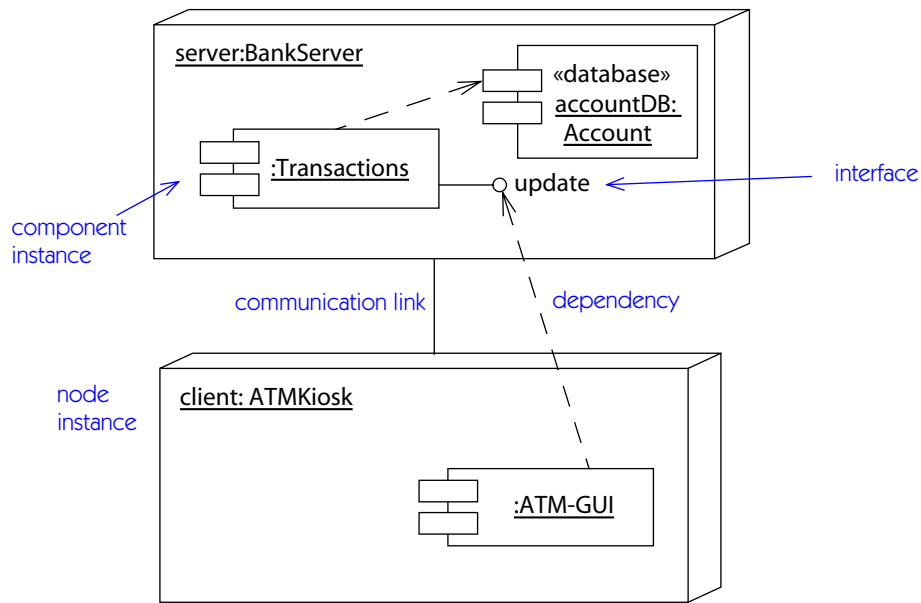 server:BankServer
«database»
accountDB:
Account
:Transactions
update
interface
component
instance
communication link
dependency
node
instance
client: ATMKiosk
:ATM-GUI